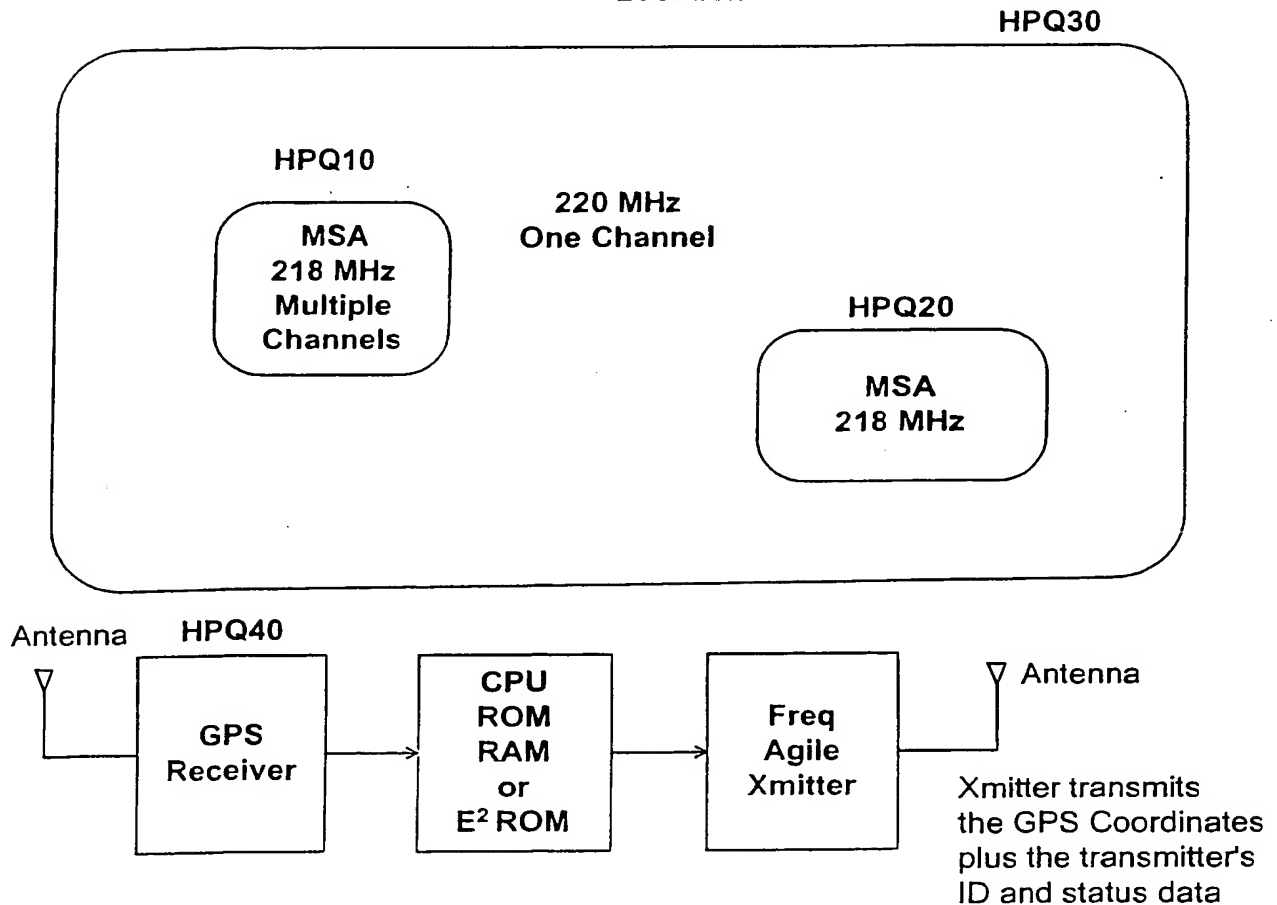 HPQ30
HPQ10
MSA
218 MHz
Multiple
Channels
220 MHz
One Channel
HPQ20
MSA
218 MHz
Antenna
HPQ40
GPS
Receiver
CPU
ROM
RAM
or
E² ROM
Freq
Agile
Xmitter
Antenna
Xmitter transmits
the GPS Coordinates
plus the transmitter's
ID and status data